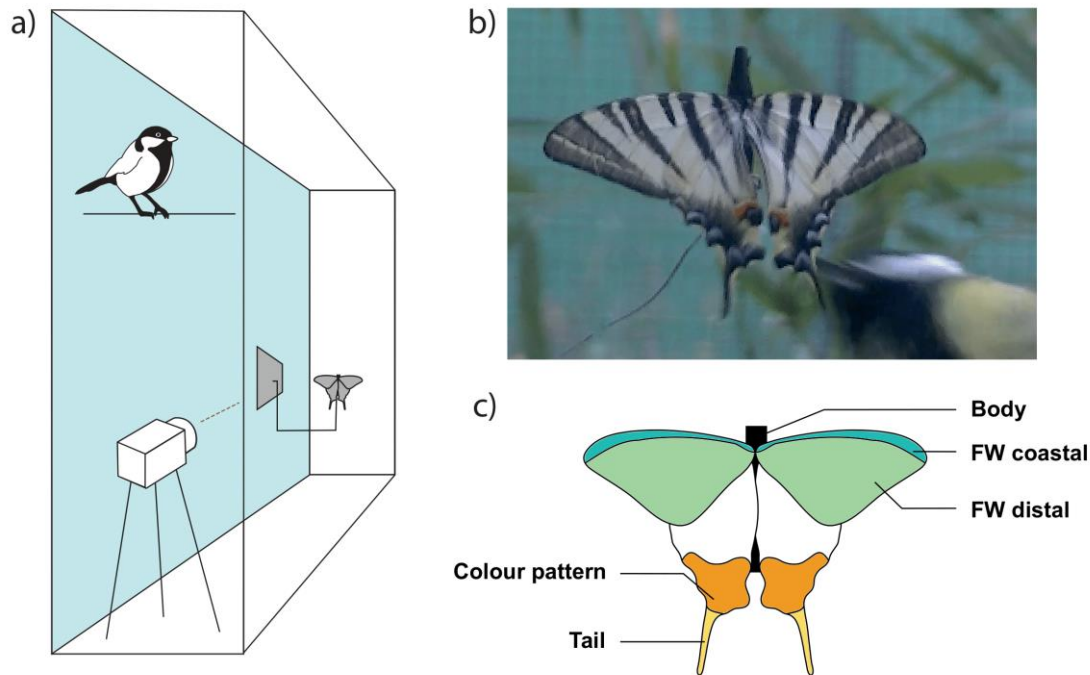 a)
b)
c)
Body
FW coastal
FW distal
Colour pattern
Tail